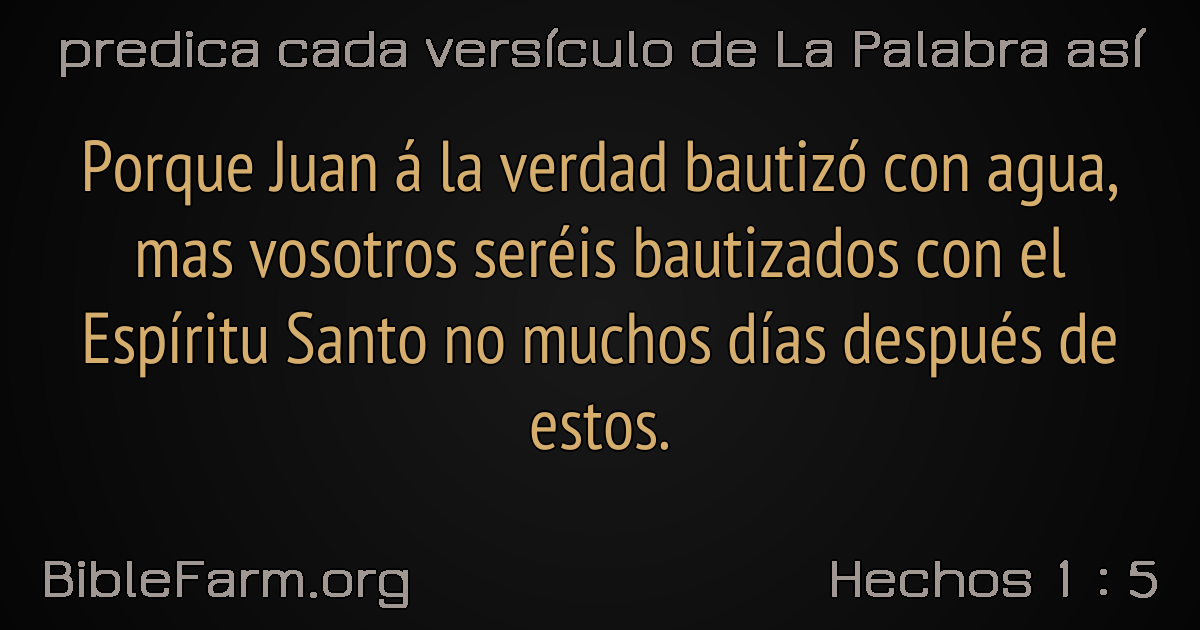 predica cada versículo de La Palabra así
Porque Juan á la verdad bautizó con agua,
mas vosotros seréis bautizados con el
Espíritu Santo no muchos días después de
estos.
BibleFarm.org
Hechos 1 : 5